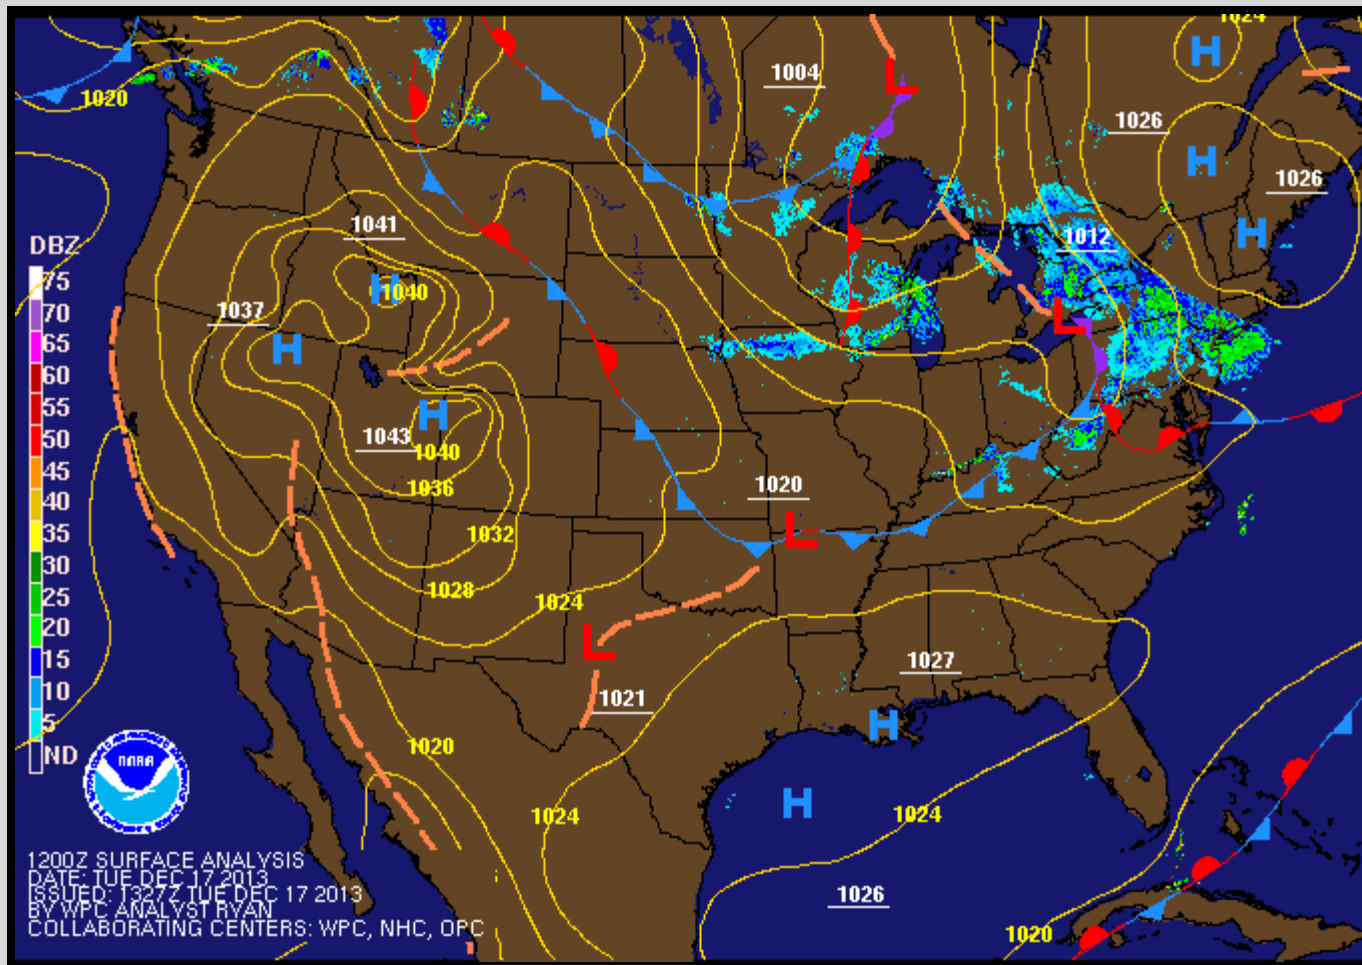 1024
H
1004
L
1020
1026
H
1026
1041
H
DBZ
1012
75
H
1040
70
1037
L
65
H
60
55
H
50
1043
1040
45
1036
1020
40
35
1032
L
30
1028
1024
25
20
L
15
1027
10
1021
5
H
ND
1020
NOAA
H
1024
1024
1200Z SURFACE ANALYSIS
DATE: TUE DEC 17 2013
ISSUED: 1327Z TUE DEC 17 2013
BY WPC ANALYST RYAN
COLLABORATING CENTERS: WPC, NHC, OPC
1026
1020